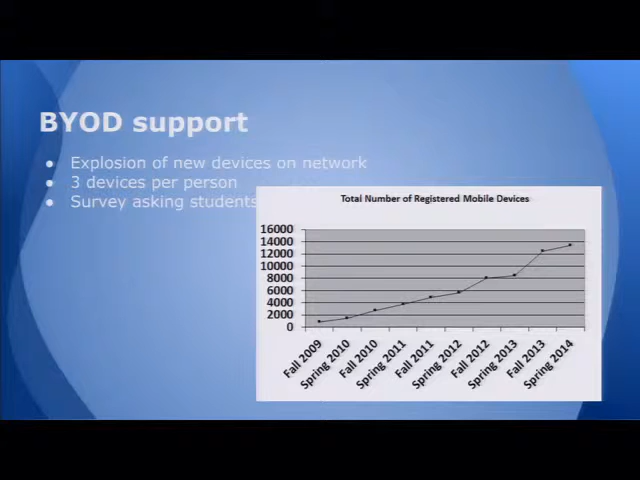 BYOD support
● Explosion of new devices on network
● 3 devices per person
● Survey asking students
Total Number of Registered Mobile Devices
16000
14000
12000
10000
8000
6000
4000
2000
0
Fall 2009
Spring 2010
Fall 2010
Spring 2011
Fall 2011
Spring 2012
Fall 2012
Spring 2013
Fall 2013
Spring 2014